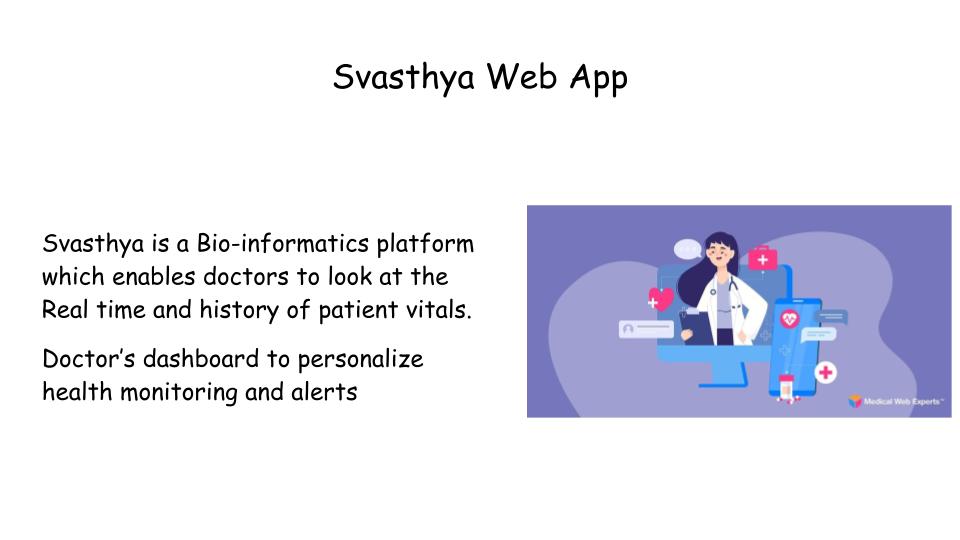 Svasthya Web App
Svasthya is a Bio-informatics platform
which enables doctors to look at the
Real time and history of patient vitals.
Doctor's dashboard to personalize
health monitoring and alerts
Medical Web Experts™